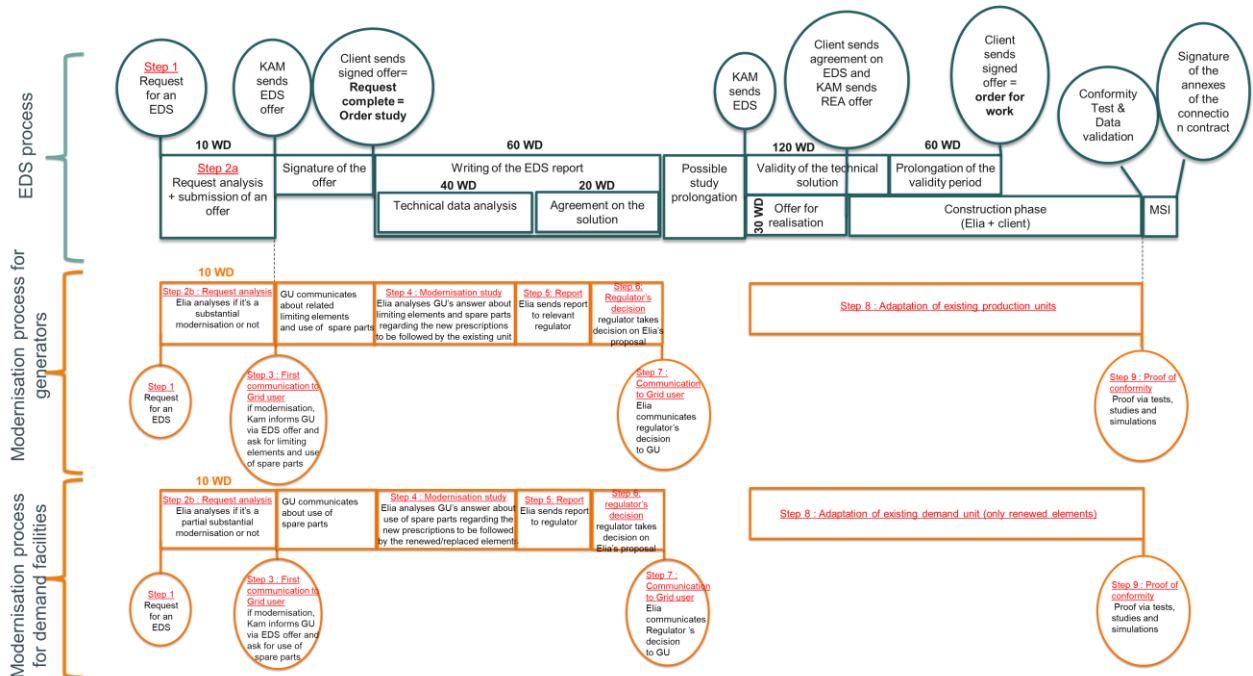 EDS process
Step 1
Request
for an
EDS
KAM
sends
EDS
offer
Client sends
signed offer=
Request
complete =
Order study
KAM
sends
EDS
Client sends
agreement on
EDS and
KAM sends
REA offer
Client
sends
signed
offer =
order for
work
Conformity
Test &
Data
validation
Signature
of the
annexes
of the
connectio
n contract
10 WD
60 WD
120 WD
60 WD
Step 2a
Request analysis
+ submission of an
offer
Signature of the
offer
Writing of the EDS report
40 WD
20 WD
Technical data analysis
Agreement on the
solution
Possible
study
prolongation
Validity of the technical
solution
Prolongation of the
validity period
30 WD
Offer for
realisation
Construction phase
(Elia + client)
MSI
Modernisation process for
generators
10 WD
Step 2b : Request analysis
Elia analyses if it's a
substantial
modernisation or not
GU communicates
about related
limiting elements
and use of spare parts
Step 4 : Modernisation study
Elia analyses GU's answer about
limiting elements and spare parts
regarding the new prescriptions
to be followed by the existing unit
Step 5: Report
Elia sends report
to relevant
regulator
Step 6:
Regulator's
decision
regulator takes
decision on Elia's
proposal
Step 8 : Adaptation of existing production units
Step 1
Request
for an
EDS
Step 3 : First
communication to
Grid user
if modernisation,
Kam informs GU
via EDS offer and
ask for limiting
elements and use
of spare parts
Step 7 :
Communication
to Grid user
Elia
communicates
regulator's
decision
to GU
Step 9 : Proof of
conformity
Proof via tests,
studies and
simulations
Modernisation process
for demand facilities
10 WD
Step 2b : Request analysis
Elia analyses if it's a
partial substantial
modernisation or not
GU communicates
about use of
spare parts
Step 4 : Modernisation study
Elia analyses GU's answer about
use of spare parts regarding the
new prescriptions to be followed
by the renewed/replaced elements
Step 5: Report
Elia sends report
to regulator
Step 6:
regulator's
decision
regulator takes
decision on
Elia's proposal
Step 8 : Adaptation of existing demand unit (only renewed elements)
Step 1
Request
for an
EDS
Step 3 : First
communication to
Grid user
if modernisation,
Kam informs GU
via EDS offer and
ask for use of
spare parts
Step 7 :
Communication
to Grid user
Elia
communicates
Regulator 's
decision
to GU
Step 9 : Proof of
conformity
Proof via tests,
studies and
simulations